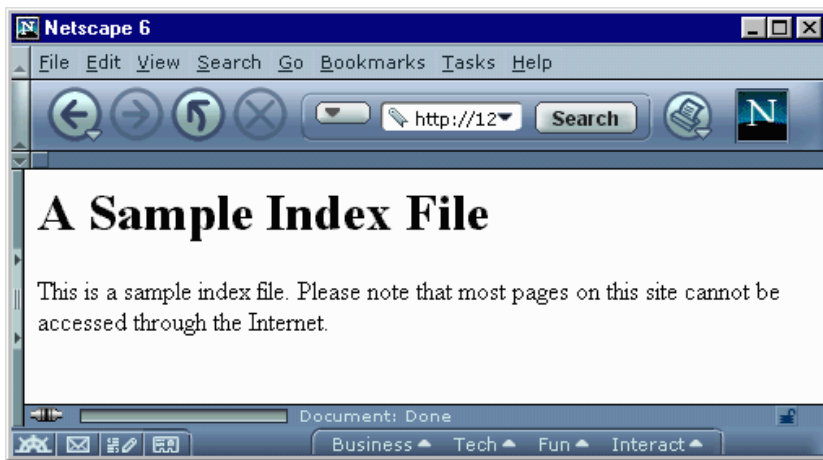 N Netscape 6
File Edit View Search Go Bookmarks Tasks Help
http://12 Search N
A Sample Index File
This is a sample index file. Please note that most pages on this site cannot be
accessed through the Internet.
Document: Done
Business Tech Fun Interact